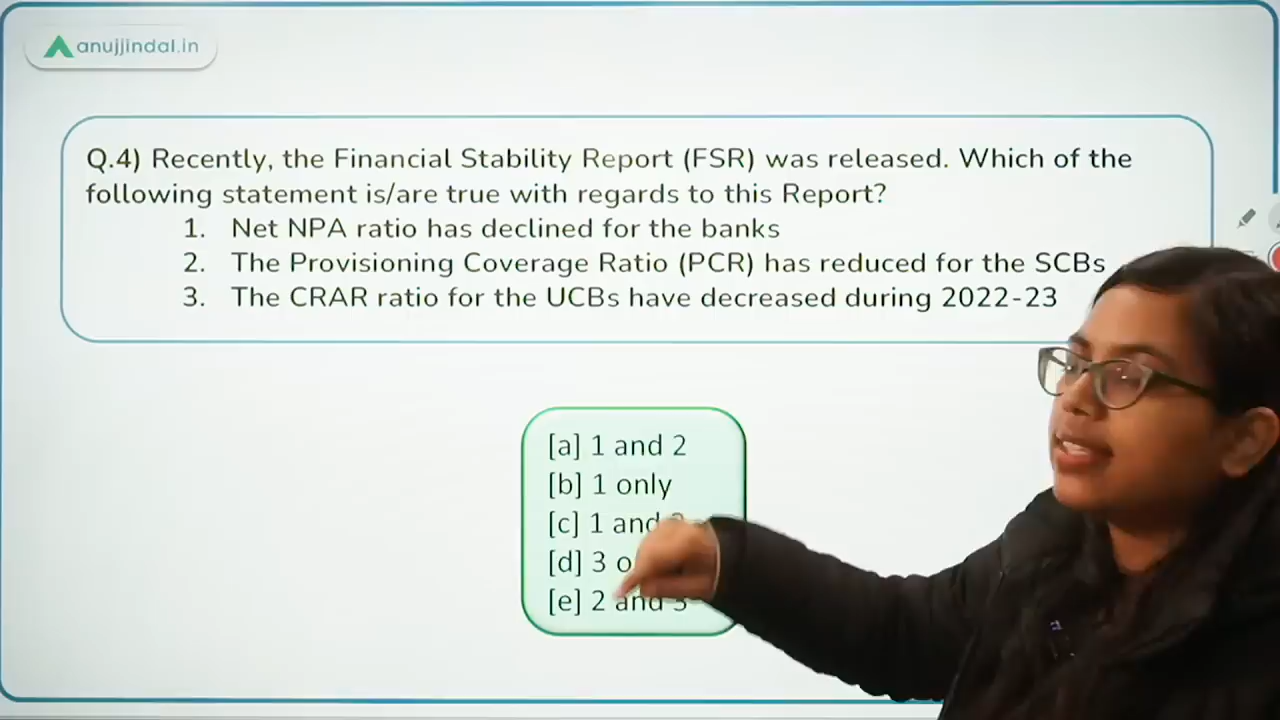 anujjindal.in
Q.4) Recently, the Financial Stability Report (FSR) was released. Which of the
following statement is/are true with regards to this Report?
1. Net NPA ratio has declined for the banks
2. The Provisioning Coverage Ratio (PCR) has reduced for the SCBs
3. The CRAR ratio for the UCBs have decreased during 2022-23
[a] 1 and 2
[b] 1 only
[c] 1 and
[d] 3
[e] 2 and 3